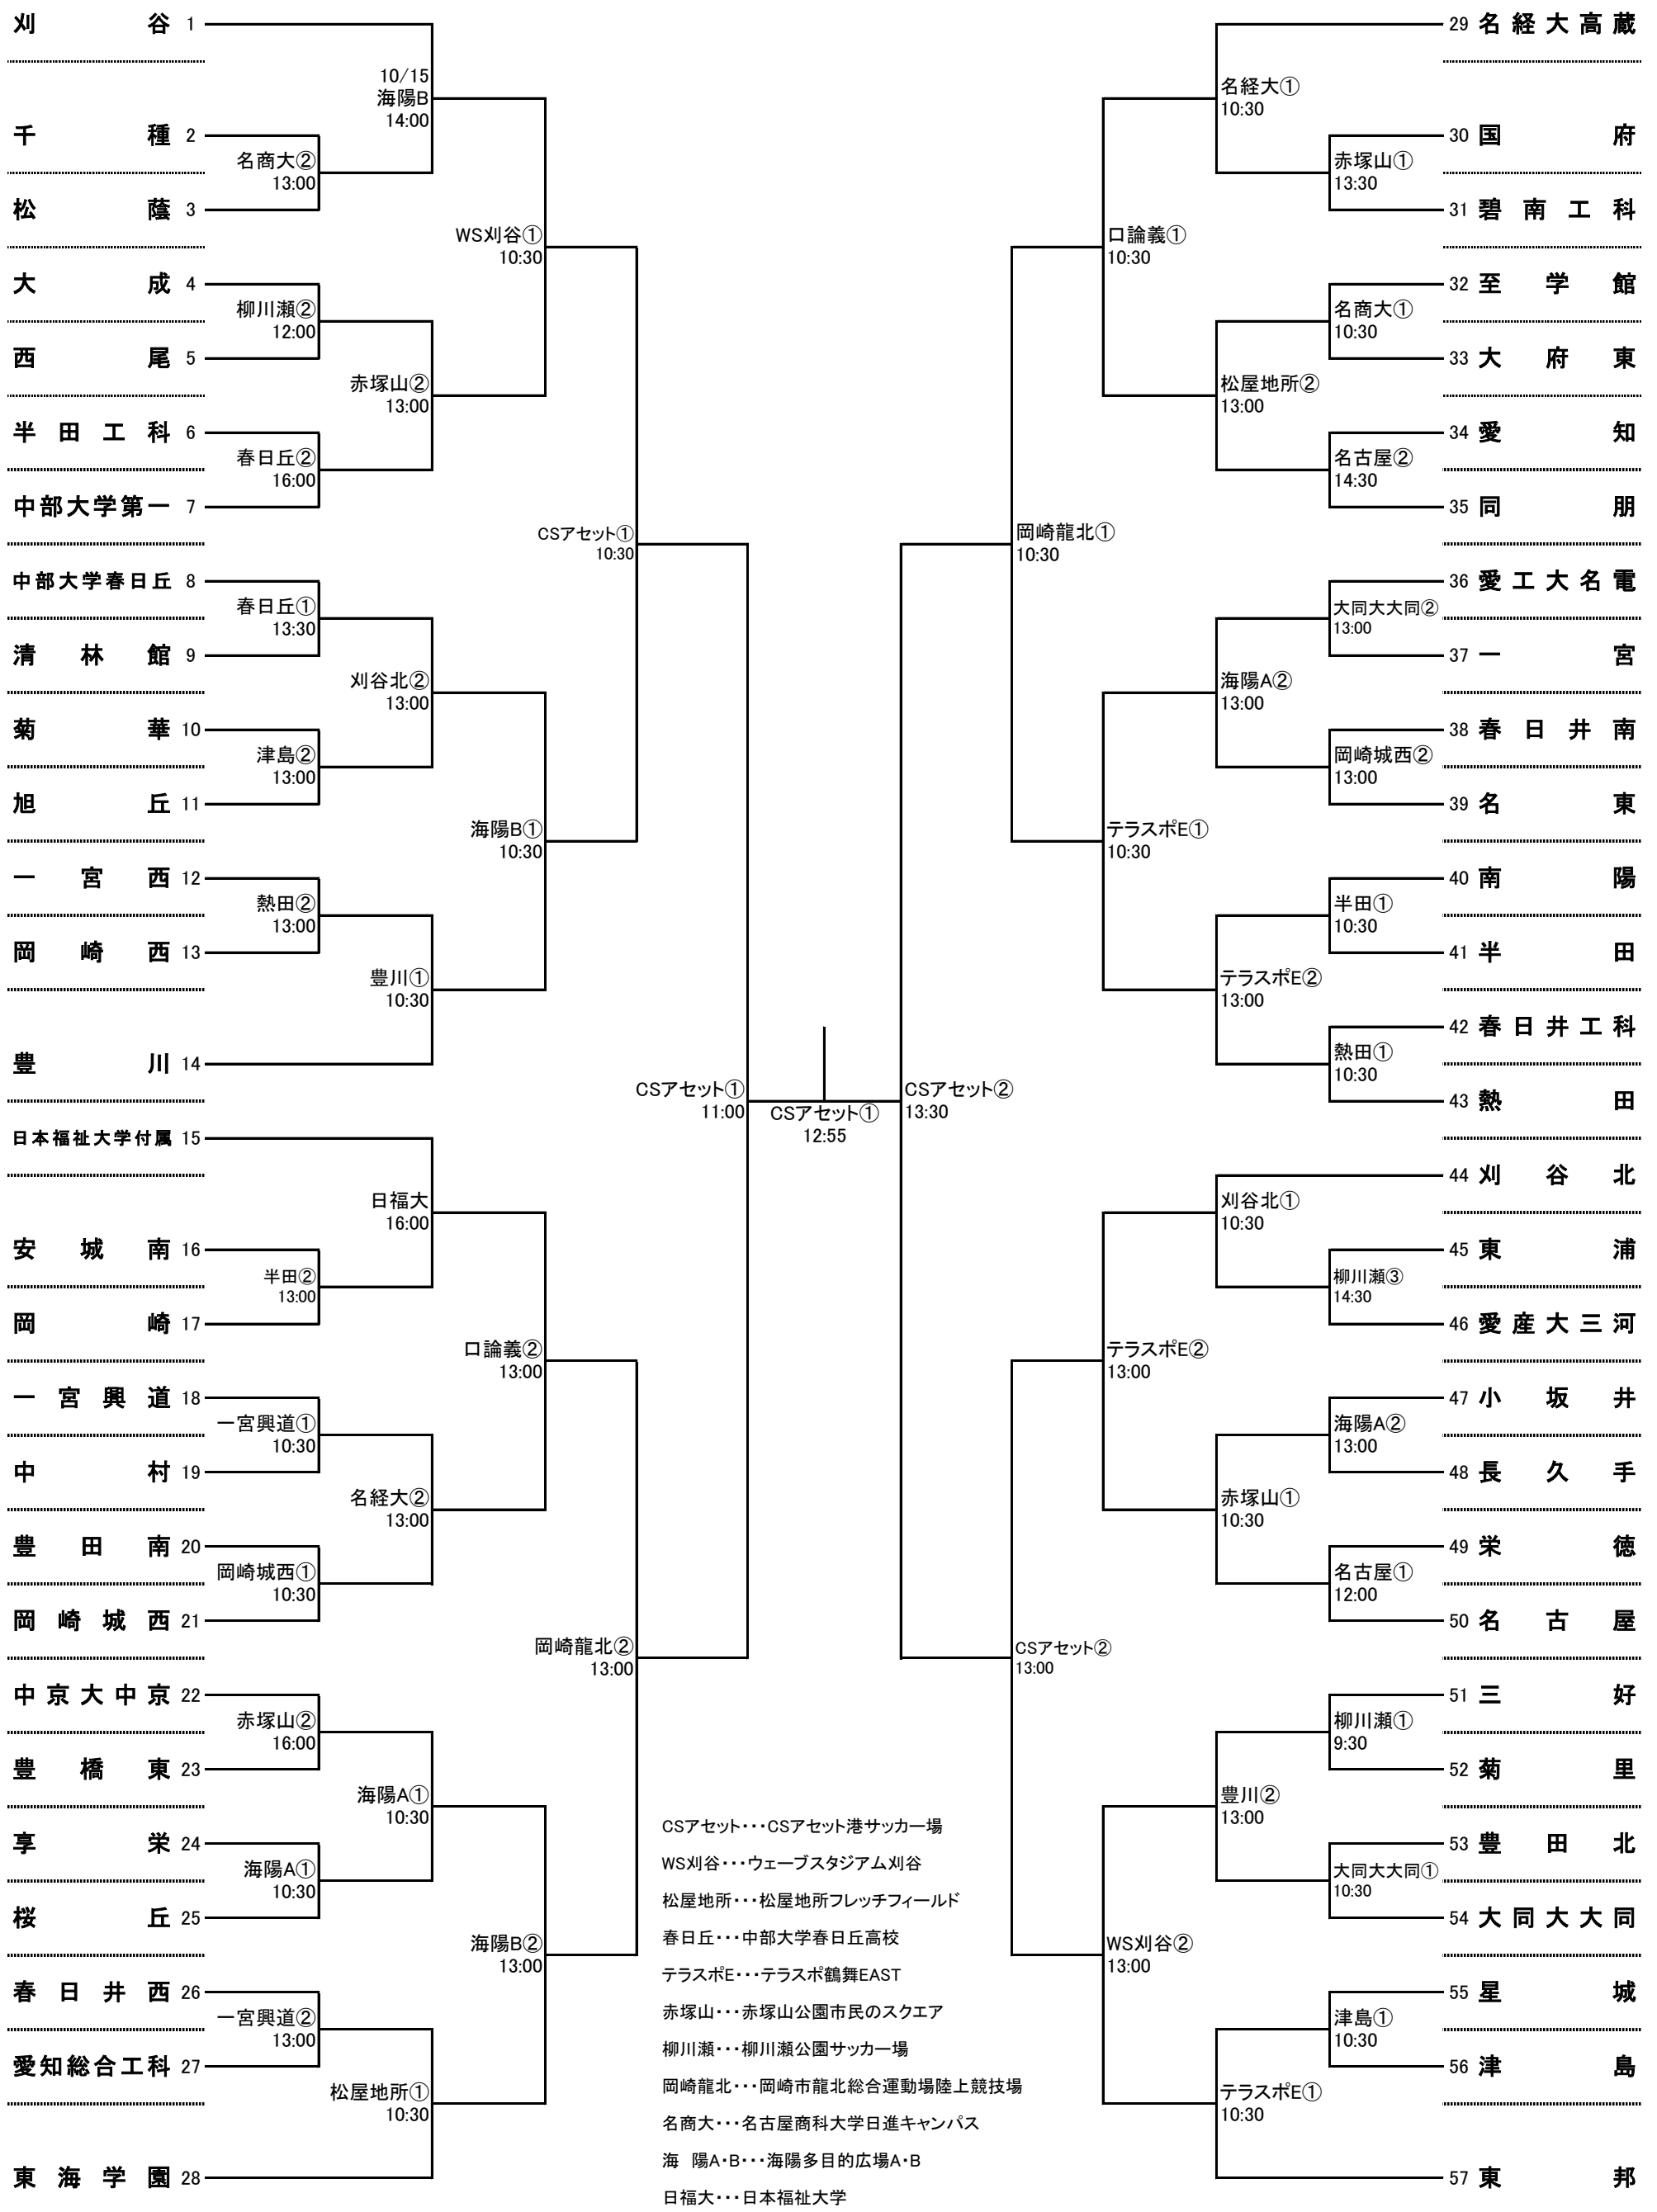 刈谷 1
10/15
海陽B
14:00
千種 2
名商大②
13:00
松蔭 3
WS刈谷①
10:30
大成 4
柳川瀬②
12:00
西尾 5
赤塚山②
13:00
半田工科 6
春日丘②
16:00
中部大学第一 7
CSアセット①
10:30
中部大学春日丘 8
春日丘①
13:30
清林館 9
刈谷北②
13:00
菊華 10
津島②
13:00
旭丘 11
海陽B①
10:30
一宮西 12
熱田②
13:00
岡崎西 13
豊川①
10:30
豊川 14
CSアセット①
11:00
日本福祉大学付属 15
日福大
16:00
安城南 16
半田②
13:00
岡崎 17
口論義②
13:00
一宮興道 18
一宮興道①
10:30
中村 19
名経大②
13:00
豊田南 20
岡崎城西①
10:30
岡崎城西 21
岡崎龍北②
13:00
中京大中京 22
赤塚山②
16:00
豊橋東 23
海陽A①
10:30
享栄 24
海陽A①
10:30
桜丘 25
海陽B②
13:00
春日井西 26
一宮興道②
13:00
愛知総合工科 27
松屋地所①
10:30
東海学園 28
CSアセット①
12:55
29 名経大高蔵
名経大①
10:30
30 国府
赤塚山①
13:30
31 碧南工科
口論義①
10:30
32 至学館
名商大①
10:30
33 大府東
松屋地所②
13:00
34 愛知
名古屋②
14:30
35 同朋
岡崎龍北①
10:30
36 愛工大名電
大同大大同②
13:00
37 一宮
海陽A②
13:00
38 春日井南
岡崎城西②
13:00
39 名東
テラスポE①
10:30
40 南陽
半田①
10:30
41 半田
テラスポE②
13:00
42 春日井工科
熱田①
10:30
43 熱田
CSアセット②
13:30
44 刈谷北
刈谷北①
10:30
45 東浦
柳川瀬③
14:30
46 愛産大三河
テラスポE②
13:00
47 小坂井
海陽A②
13:00
48 長久手
赤塚山①
10:30
49 栄徳
名古屋①
12:00
50 名古屋
CSアセット②
13:00
51 三好
柳川瀬①
9:30
52 菊里
豊川②
13:00
53 豊田北
大同大大同①
10:30
54 大同大大同
WS刈谷②
13:00
55 星城
津島①
10:30
56 津島
テラスポE①
10:30
57 東邦
CSアセット･･･CSアセット港サッカー場
WS刈谷･･･ウェーブスタジアム刈谷
松屋地所･･･松屋地所フレッチフィールド
春日丘･･･中部大学春日丘高校
テラスポE･･･テラスポ鶴舞EAST
赤塚山･･･赤塚山公園市民のスクエア
柳川瀬･･･柳川瀬公園サッカー場
岡崎龍北･･･岡崎市龍北総合運動場陸上競技場
名商大･･･名古屋商科大学日進キャンパス
海　陽A･B･･･海陽多目的広場A･B
日福大･･･日本福祉大学